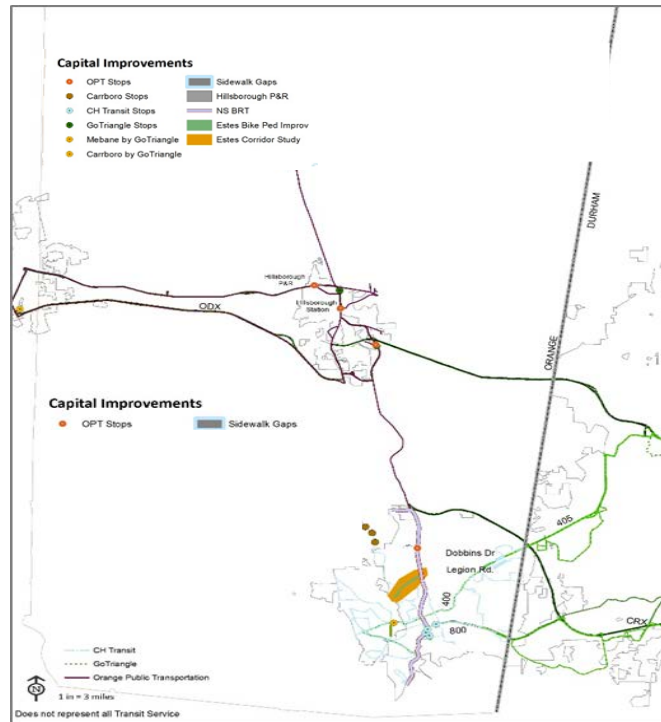 Capital Improvements
OPT Stops
Carboro Stops
CH Transit Stops
GoTriangle Stops
Mebane by GoTriangle
Carrboro by GoTriangle
Sidewalk Gaps
Hillsborough P&R
NS BRT
Estes Bike Ped Improv
Estes Corridor Study
DURHAM
Hillsborough
P&R
ODX
Hillsborough
Station
ORANGE
Capital Improvements
OPT Stops
Sidewalk Gaps
405
Dobbins Dr
Legion Rd.
400
800
CRX
CH Transit
GoTriangle
Orange Public Transportation
N
1 in = 3 miles
Does not represent all Transit Service